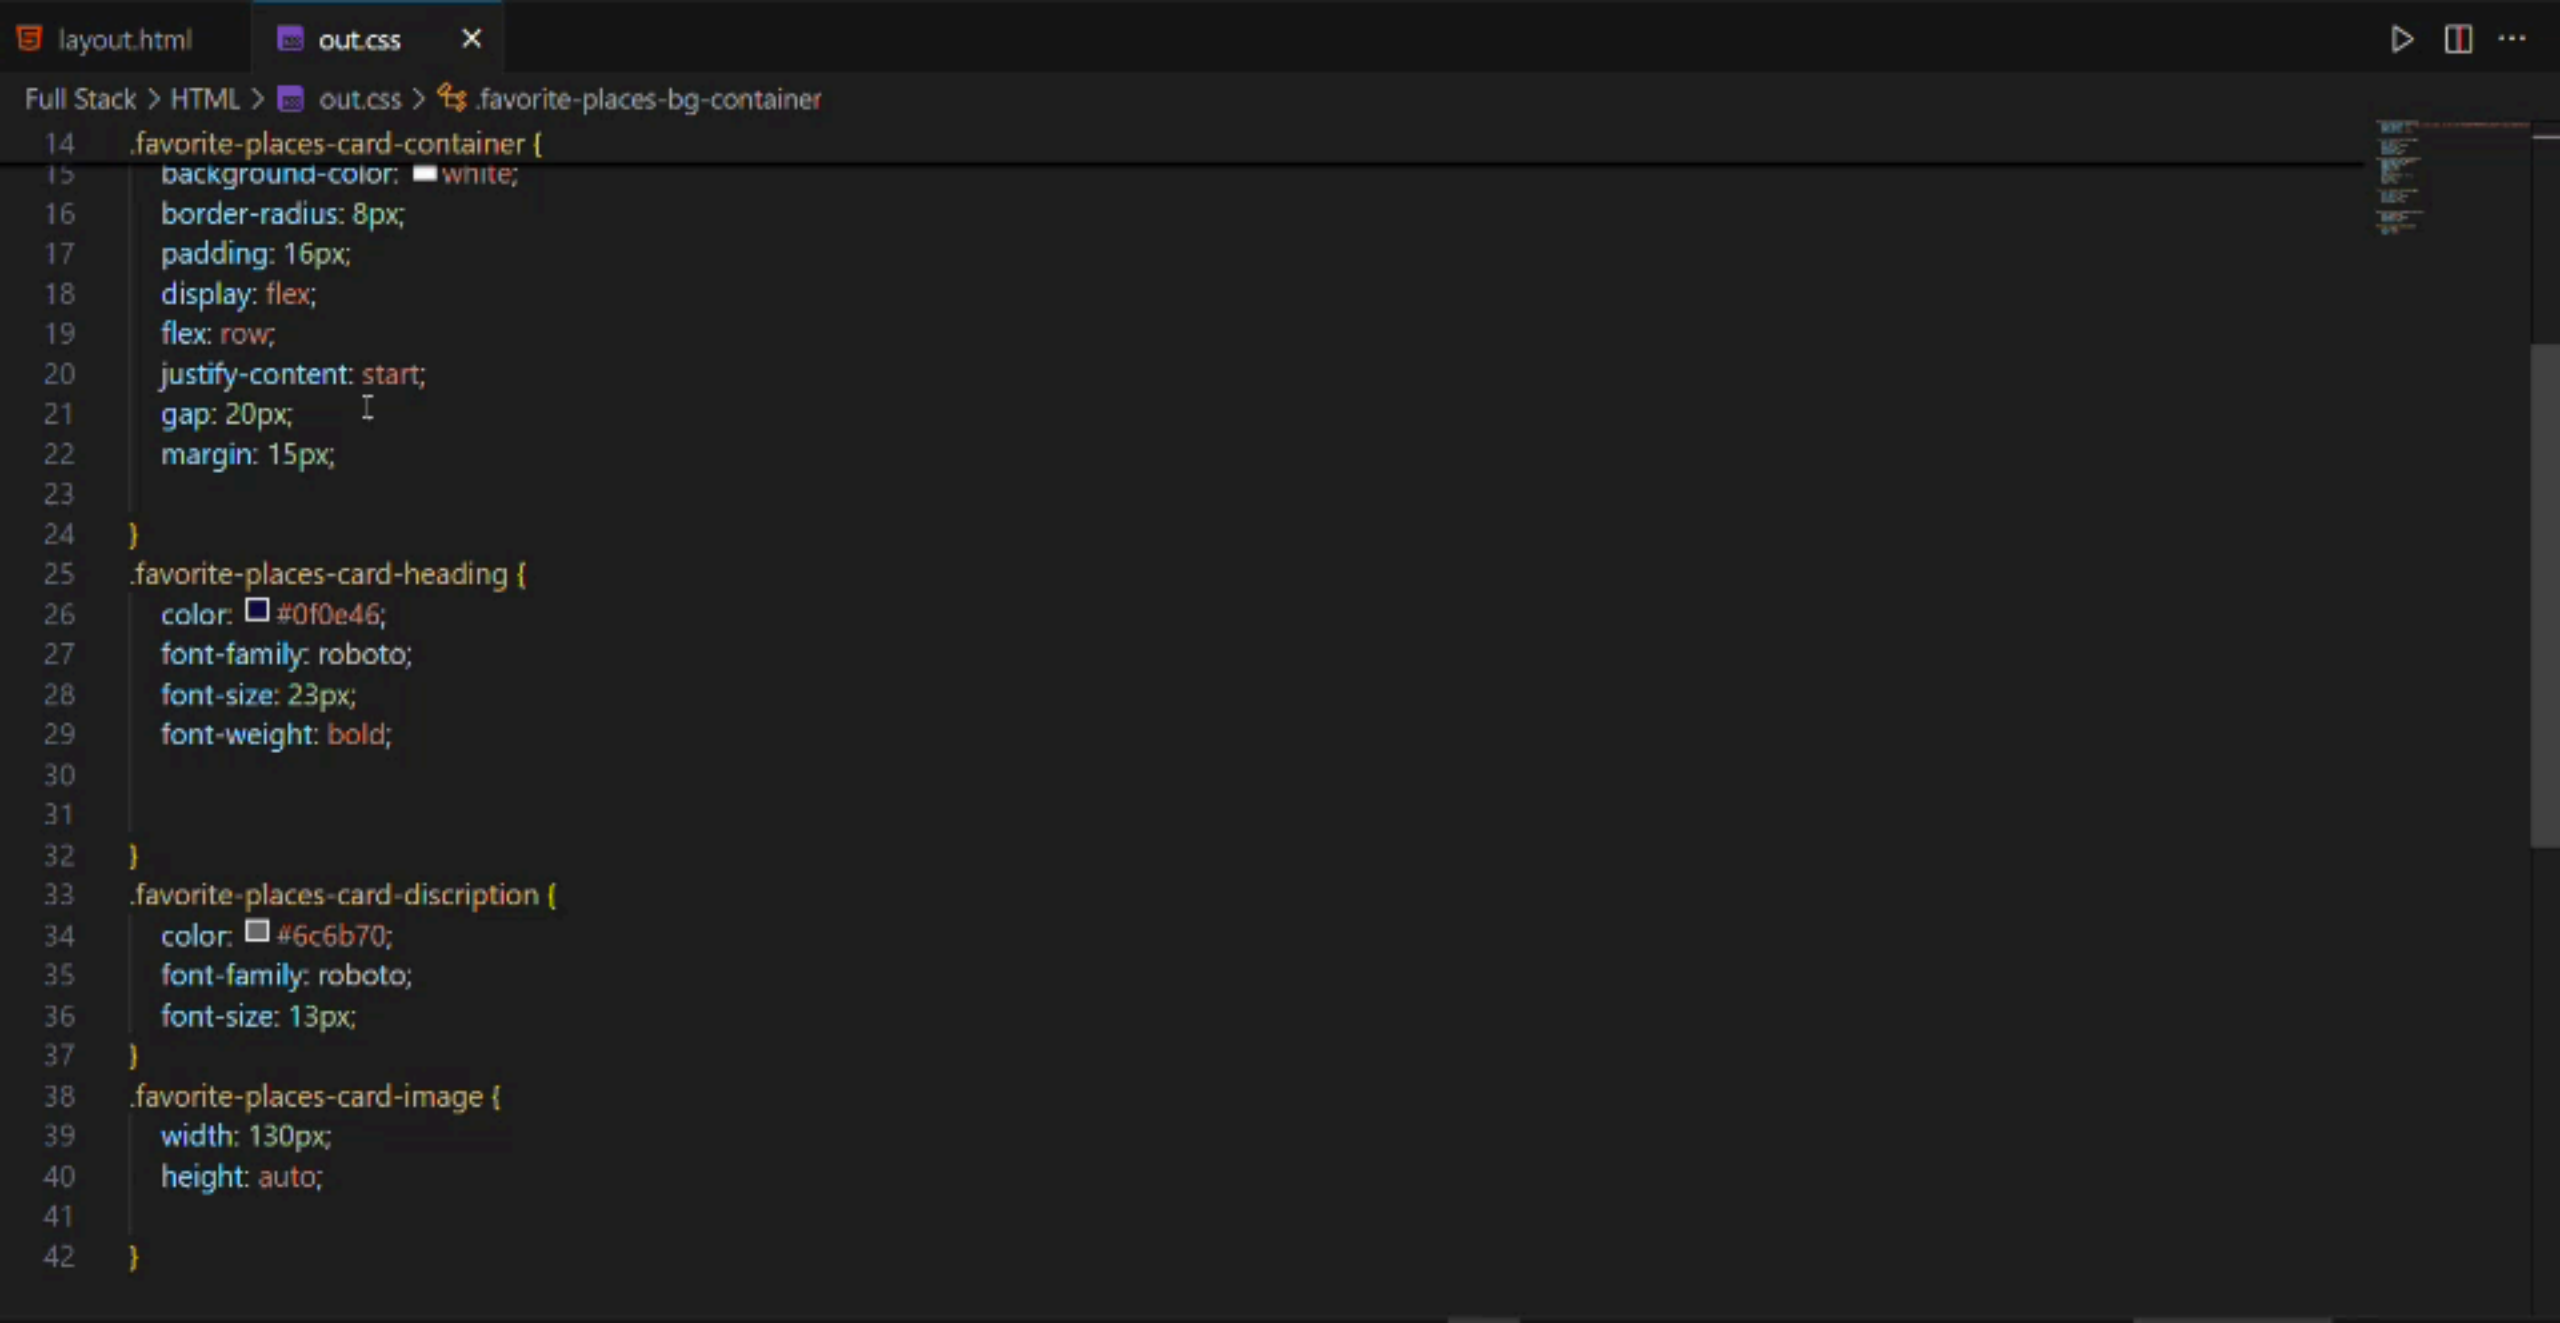 layout.html
out.css
Full Stack > HTML > out.css > .favorite-places-bg-container
14 .favorite-places-card-container {
15 background-color: white;
16 border-radius: 8px;
17 padding: 16px;
18 display: flex;
19 flex: row;
20 justify-content: start;
21 gap: 20px;
22 margin: 15px;
23
24 }
25 .favorite-places-card-heading {
26 color: #0f0e46;
27 font-family: roboto;
28 font-size: 23px;
29 font-weight: bold;
30
31
32 }
33 .favorite-places-card-discription {
34 color: #6c6b70;
35 font-family: roboto;
36 font-size: 13px;
37 }
38 .favorite-places-card-image {
39 width: 130px;
40 height: auto;
41
42 }